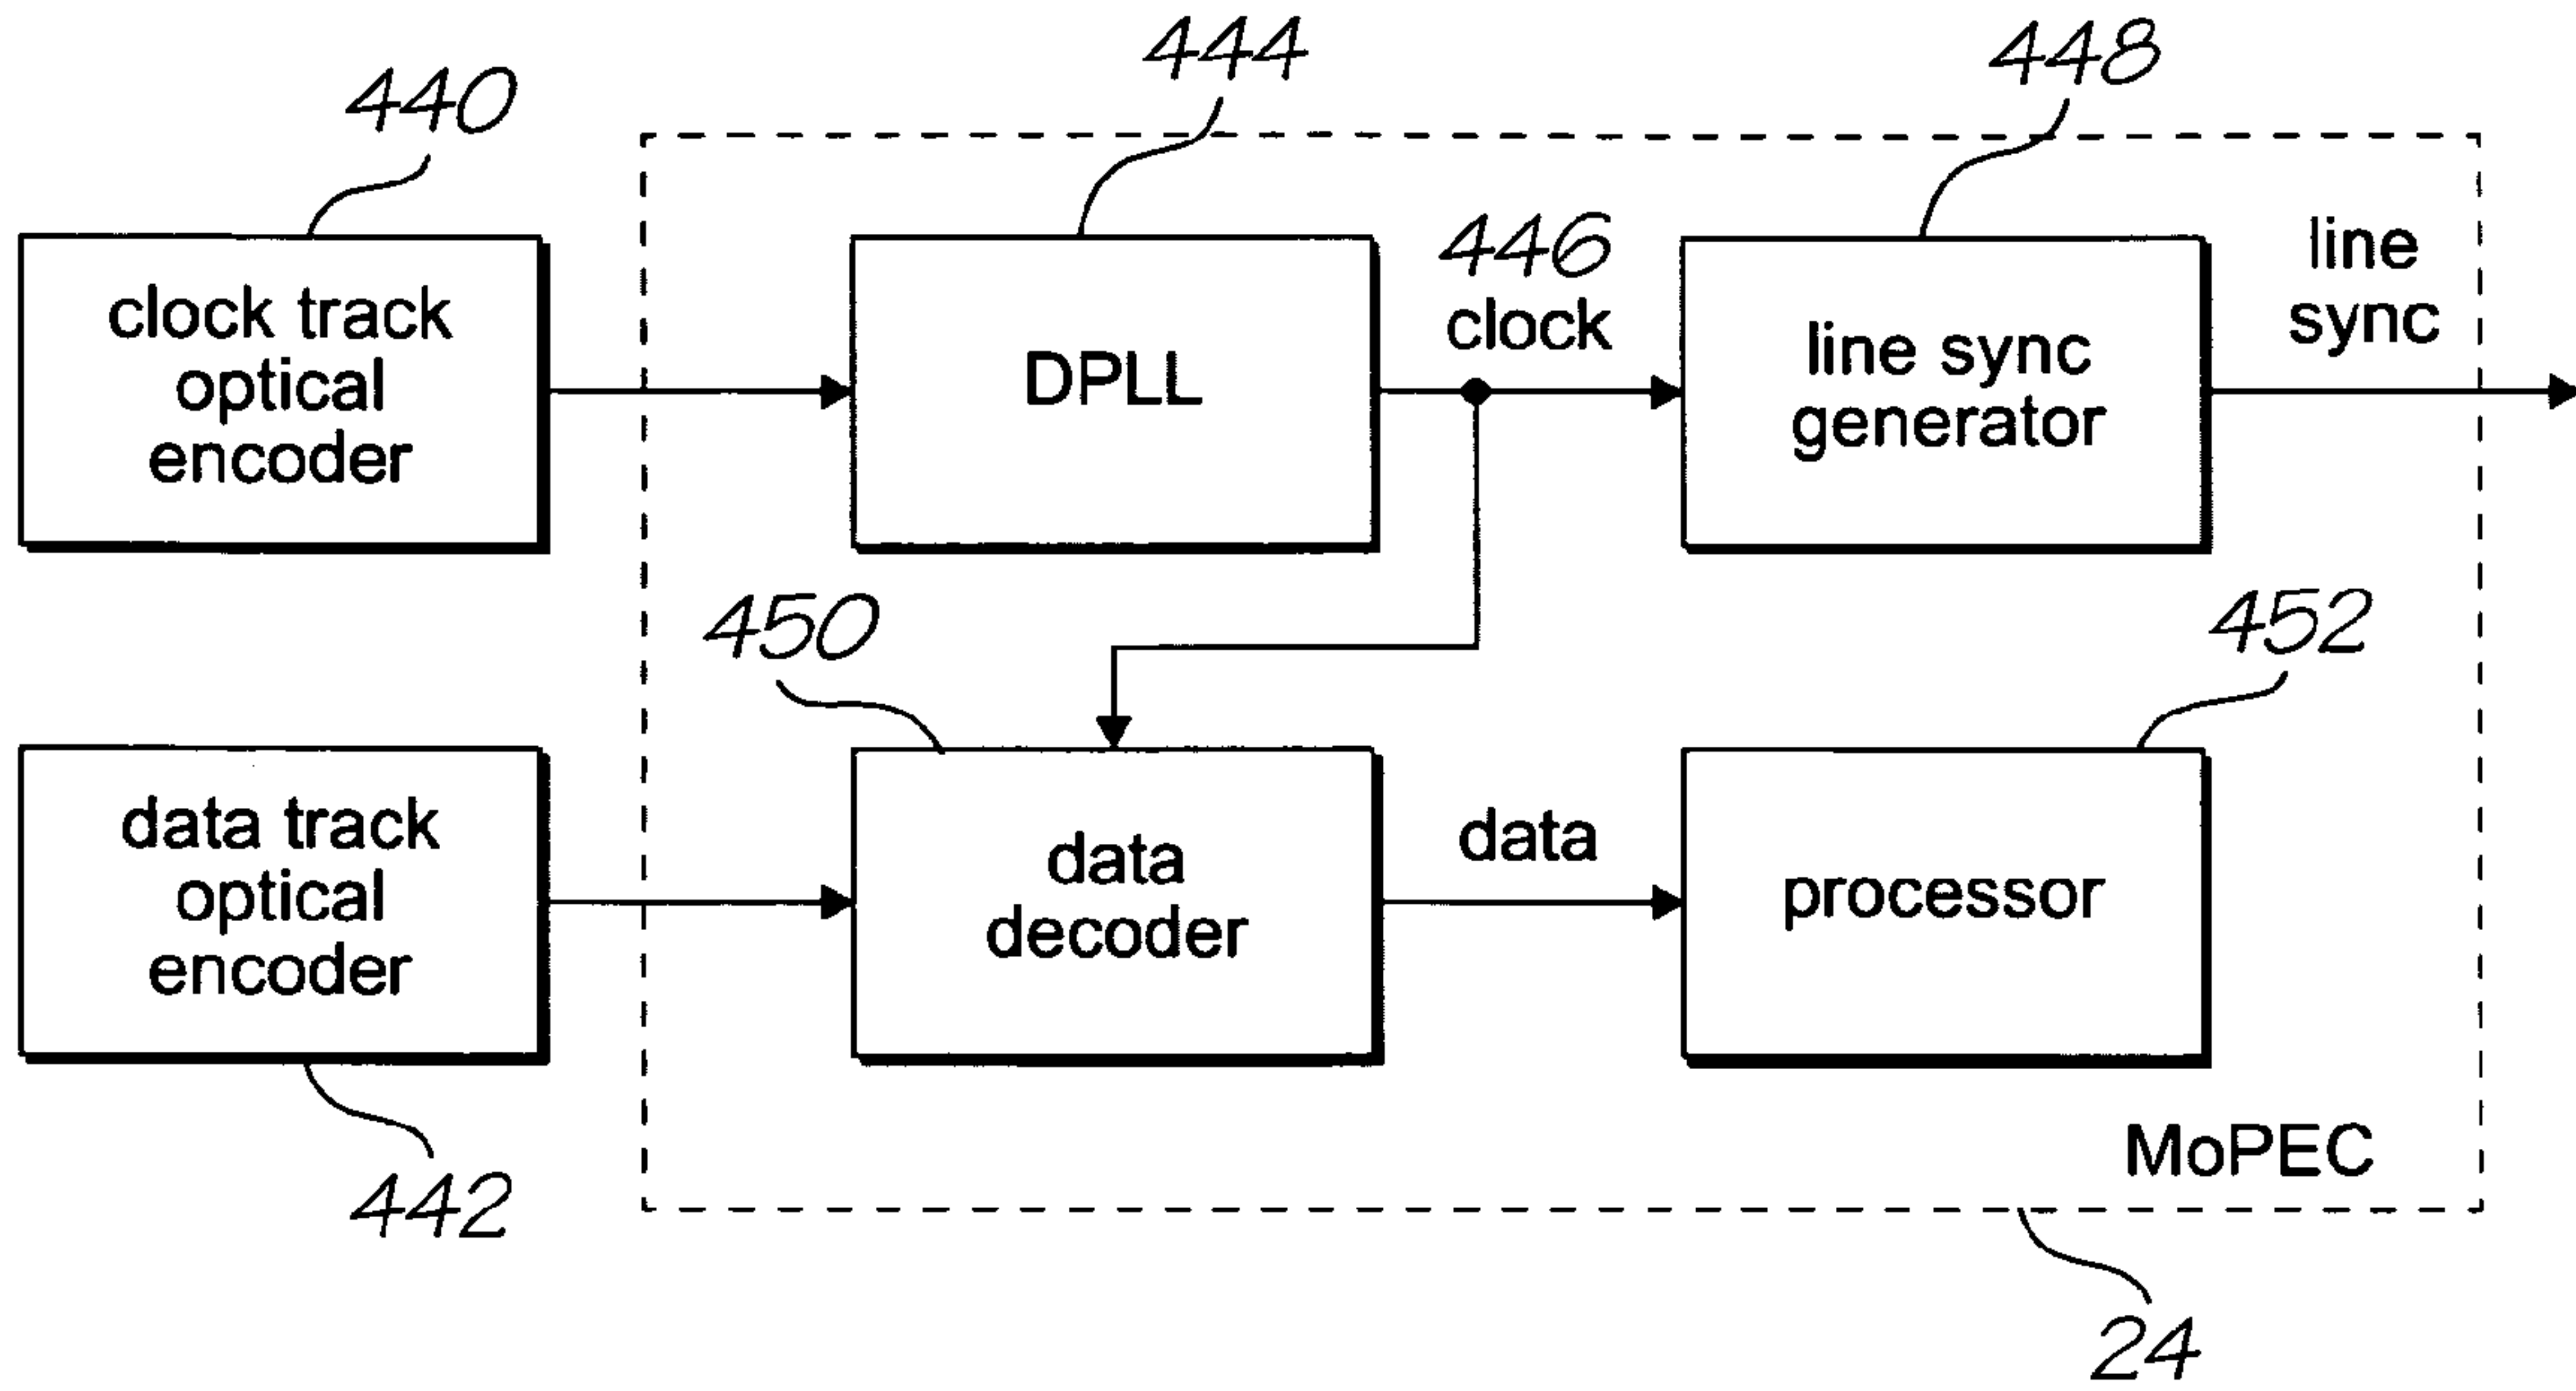 444
448
440
446
clock
line
sync
clock track
optical
encoder
DPLL
line sync
generator
450
452
data track
optical
encoder
data
decoder
data
processor
MoPEC
442
24